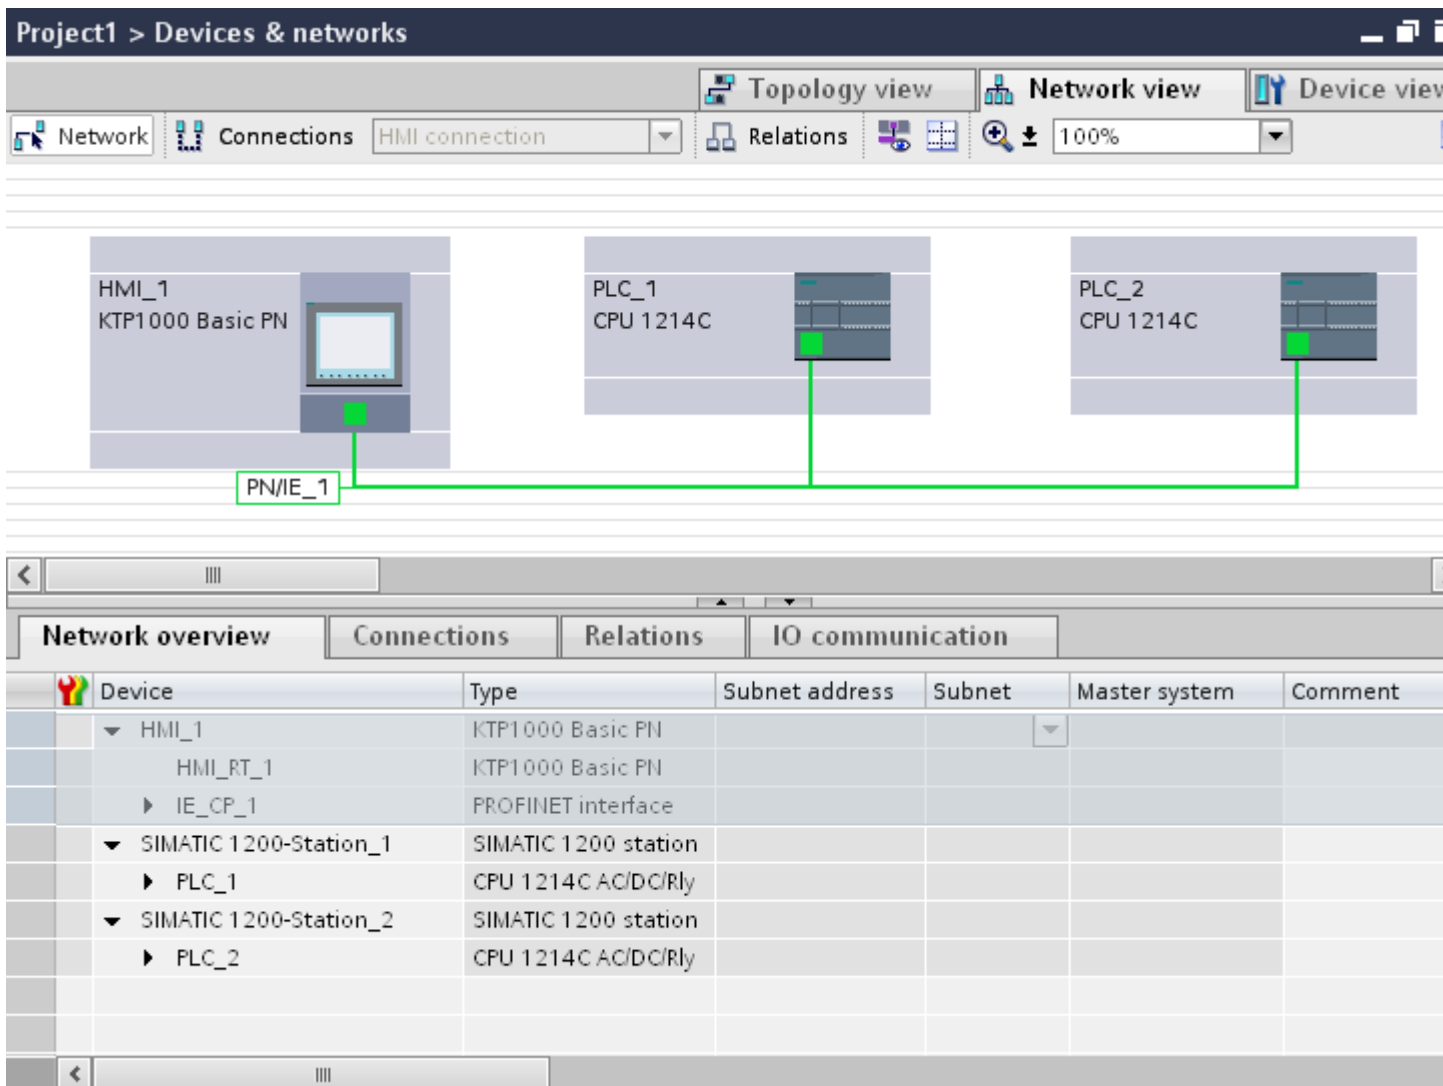 Project1 > Devices & networks
Topology view Network view Device view
Network Connections HMI connection Relations 100%
HMI_1
KTP1000 Basic PN
PLC_1
CPU 1214C
PLC_2
CPU 1214C
PN/IE_1
Network overview Connections Relations IO communication
Device Type Subnet address Subnet Master system Comment
HMI_1 KTP1000 Basic PN
HMI_RT_1 KTP1000 Basic PN
IE_CP_1 PROFINET interface
SIMATIC 1200-Station_1 SIMATIC 1200 station
PLC_1 CPU 1214C AC/DC/Rly
SIMATIC 1200-Station_2 SIMATIC 1200 station
PLC_2 CPU 1214C AC/DC/Rly